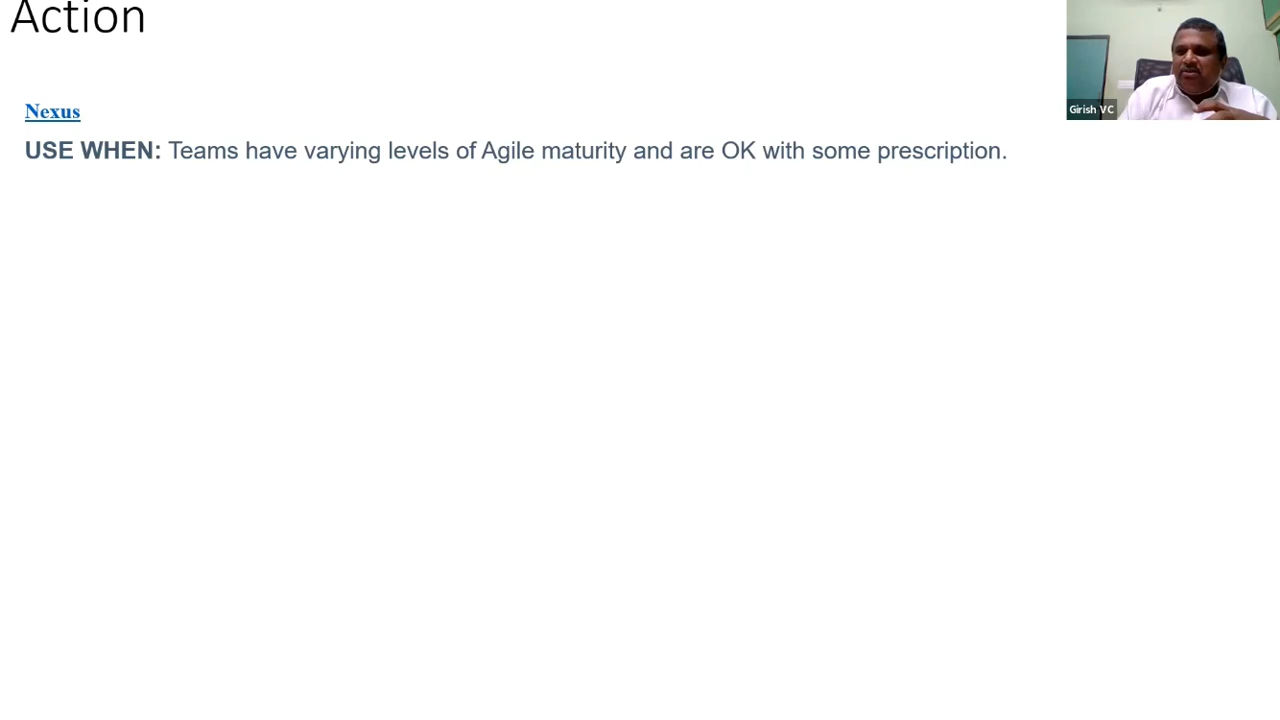 Action
Nexus
USE WHEN: Teams have varying levels of Agile maturity and are OK with some prescription.
Girish VC